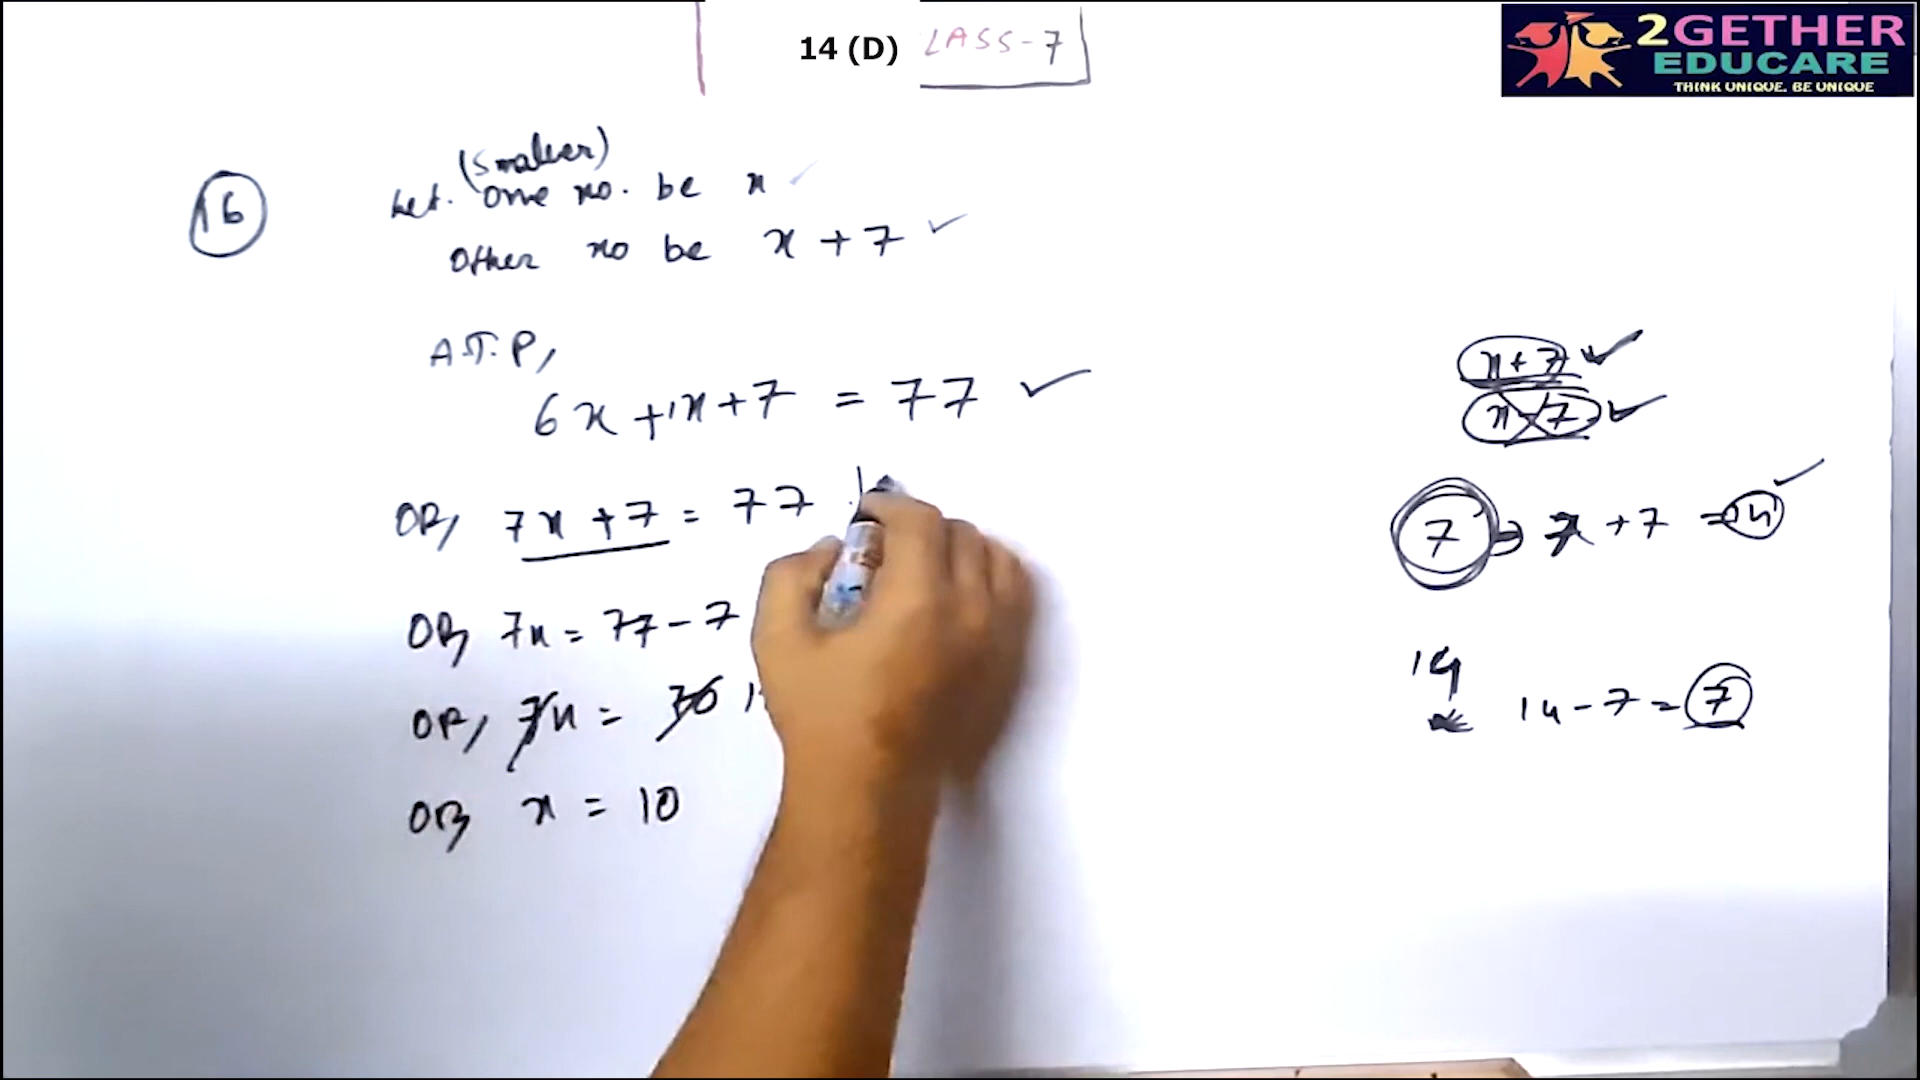 14 (D) LASS-7
2GETHER
EDUCARE
THINK UNIQUE. BE UNIQUE
16
(Smaller)
Let. one no. be x ✓
Other no be x + 7 ✓
A.T.P,
6x + 1x + 7 = 77 ✓
OR, 7x + 7 = 77
OR, 7x = 77 - 7
OR, 7x = 70 1
OR, x = 10
x + 7 ✓
x - 7 ✓
7 ⇒ x + 7 = 14 ✓
14
14 - 7 = 7